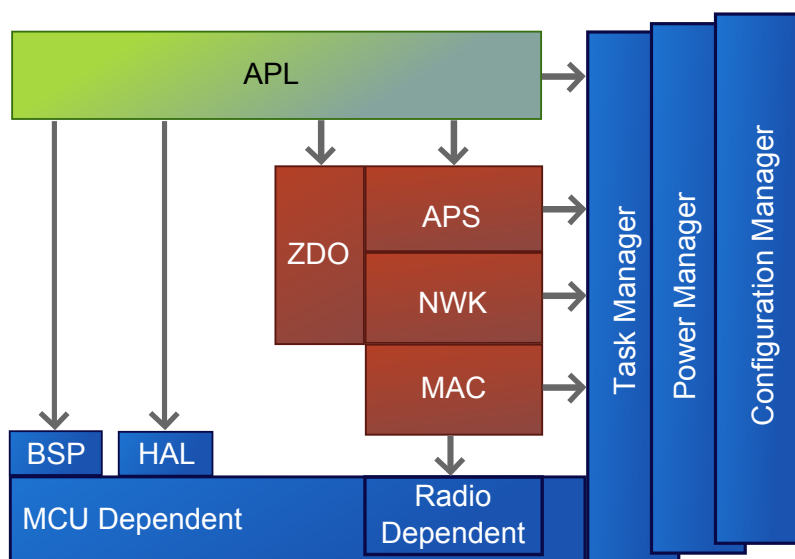 APL
ZDO
APS
NWK
MAC
BSP
HAL
MCU Dependent
Radio
Dependent
Task Manager
Power Manager
Configuration Manager